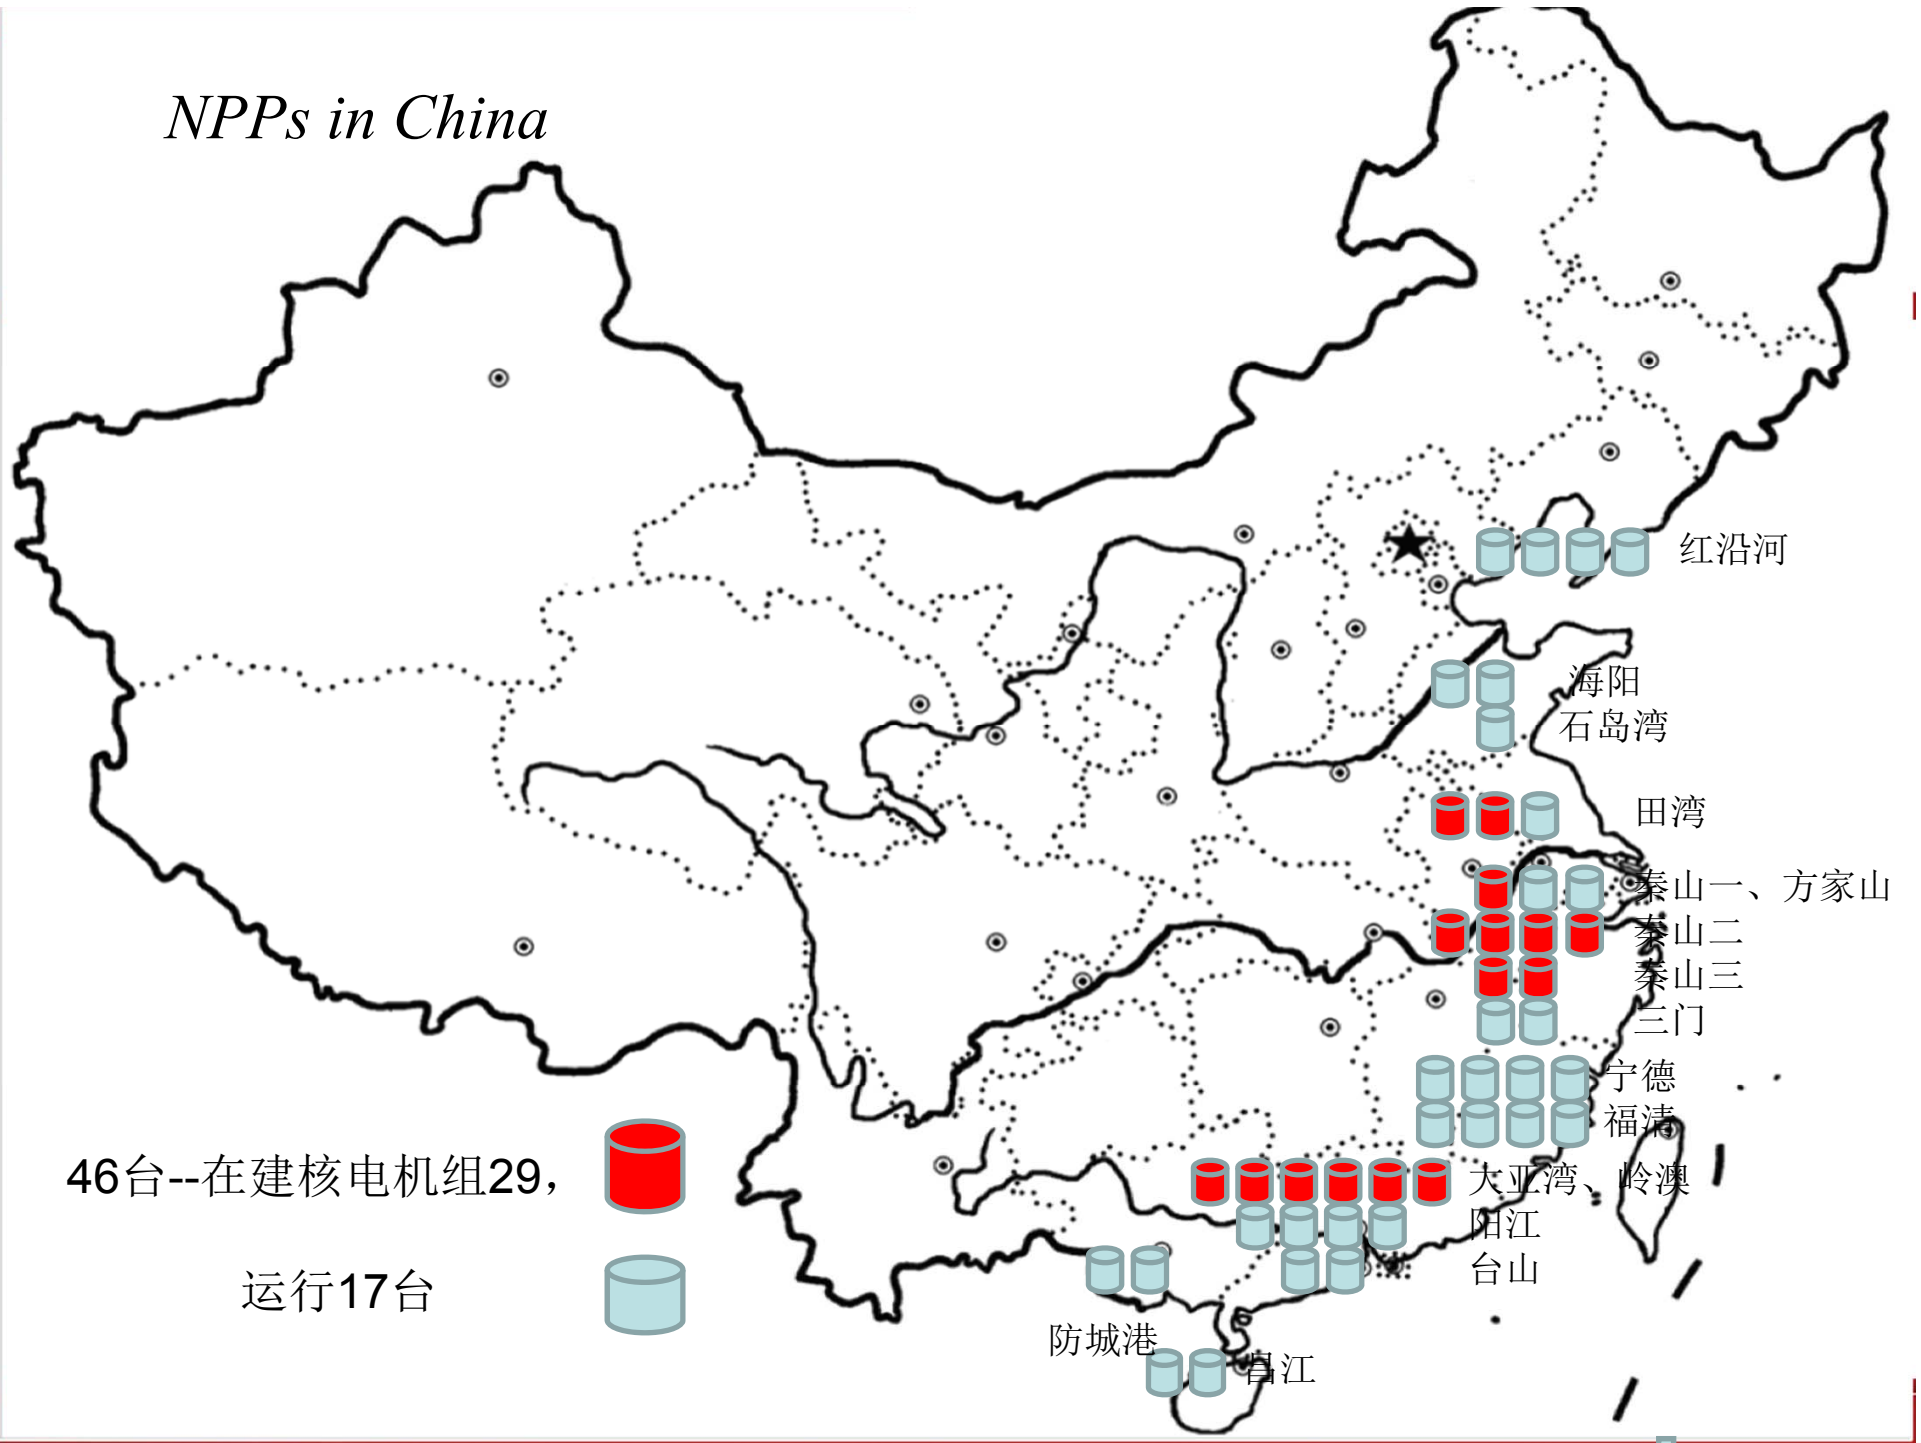 NPPs in China
红沿河
海阳
石岛湾
田湾
秦山一、方家山
秦山二
秦山三
三门
宁德
福清
大亚湾、岭澳
阳江
台山
46台--在建核电机组29，
运行17台
防城港
昌江